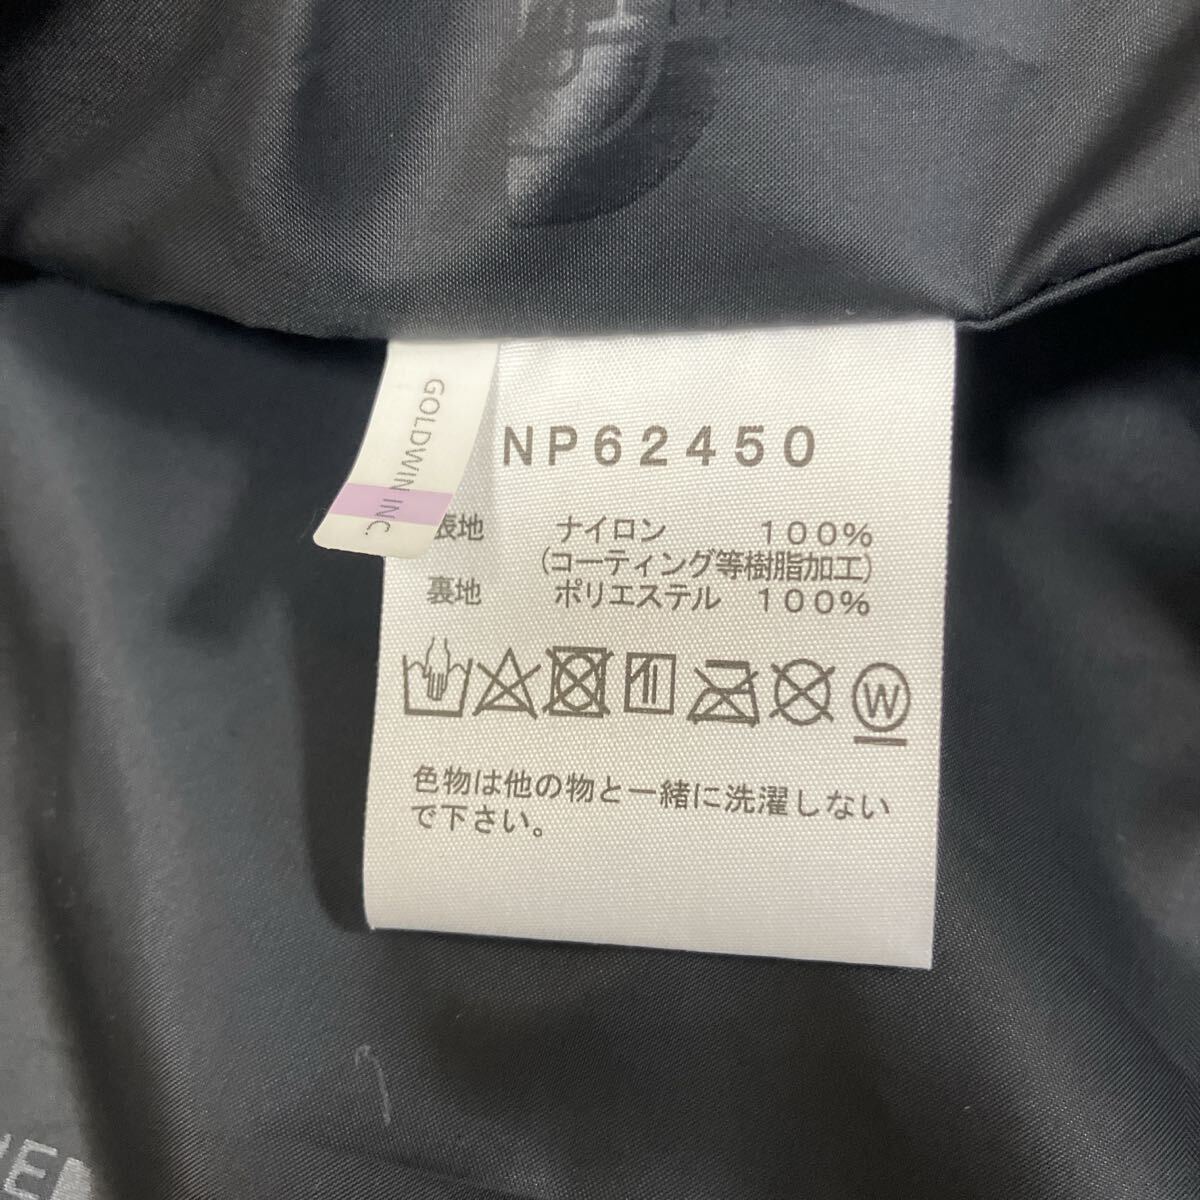 GOLDWIN INC.
NP62450
表地 ナイロン 100%
(コーティング等樹脂加工)
裏地 ポリエステル 100%
W
色物は他の物と一緒に洗濯しない
で下さい。